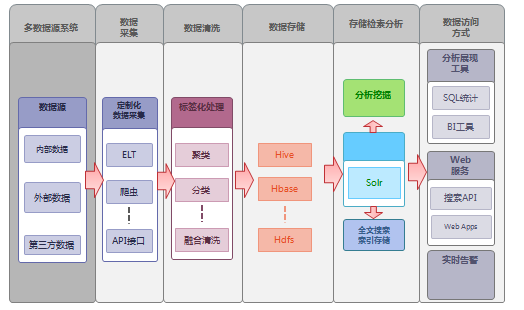 多数据源系统
数据
采集
数据清洗
数据存储
存储检索分析
数据访问
方式
数据源
内部数据
外部数据
第三方数据
定制化
数据采集
ELT
爬虫
API接口
标签化处理
聚类
分类
融合清洗
Hive
Hbase
Hdfs
分析挖掘
Solr
全文搜索
索引存储
分析展现
工具
SQL统计
BI工具
Web
服务
搜索API
Web Apps
实时告警